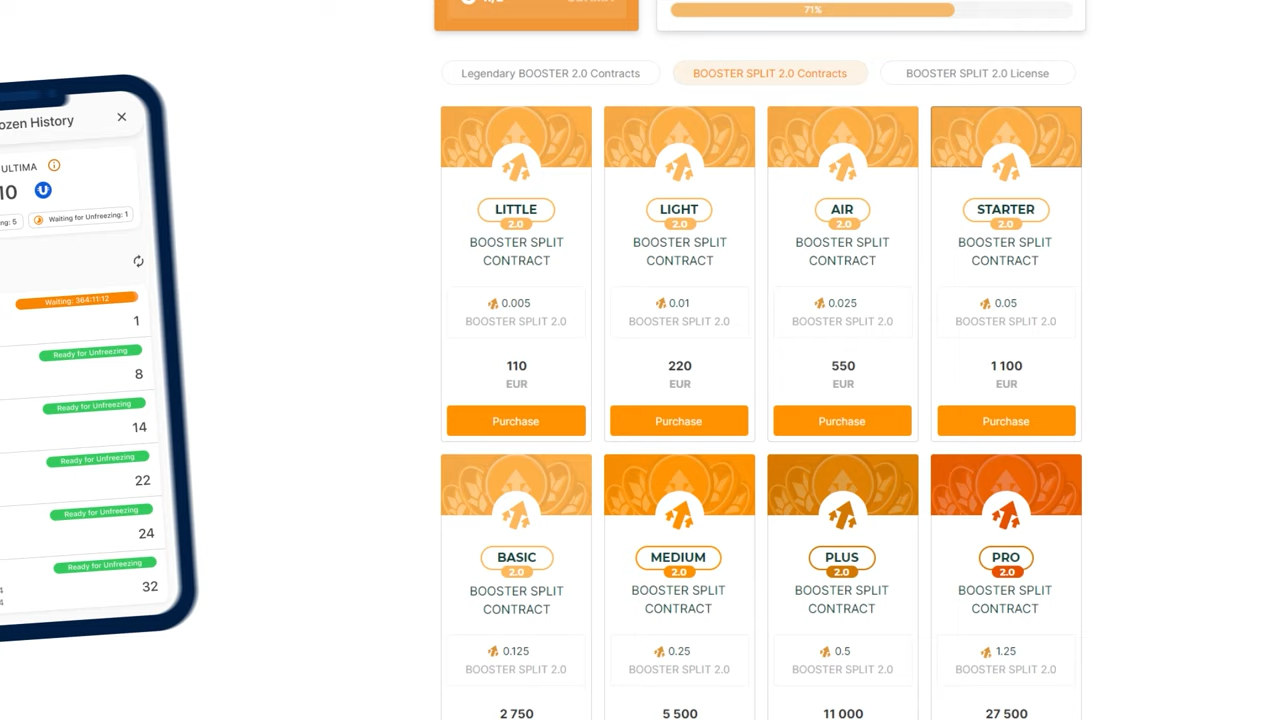 71%
Legendary BOOSTER 2.0 Contracts
BOOSTER SPLIT 2.0 Contracts
BOOSTER SPLIT 2.0 License
ozen History
ULTIMA
10
ng: 5
Waiting for Unfreezing: 1
Waiting: 364:11:12
1
Ready for Unfreezing
8
Ready for Unfreezing
14
Ready for Unfreezing
22
Ready for Unfreezing
24
Ready for Unfreezing
32
LITTLE
2.0
BOOSTER SPLIT
CONTRACT
0.005
BOOSTER SPLIT 2.0
110
EUR
Purchase
LIGHT
2.0
BOOSTER SPLIT
CONTRACT
0.01
BOOSTER SPLIT 2.0
220
EUR
Purchase
AIR
2.0
BOOSTER SPLIT
CONTRACT
0.025
BOOSTER SPLIT 2.0
550
EUR
Purchase
STARTER
2.0
BOOSTER SPLIT
CONTRACT
0.05
BOOSTER SPLIT 2.0
1 100
EUR
Purchase
BASIC
2.0
BOOSTER SPLIT
CONTRACT
0.125
BOOSTER SPLIT 2.0
2 750
MEDIUM
2.0
BOOSTER SPLIT
CONTRACT
0.25
BOOSTER SPLIT 2.0
5 500
PLUS
2.0
BOOSTER SPLIT
CONTRACT
0.5
BOOSTER SPLIT 2.0
11 000
PRO
2.0
BOOSTER SPLIT
CONTRACT
1.25
BOOSTER SPLIT 2.0
27 500